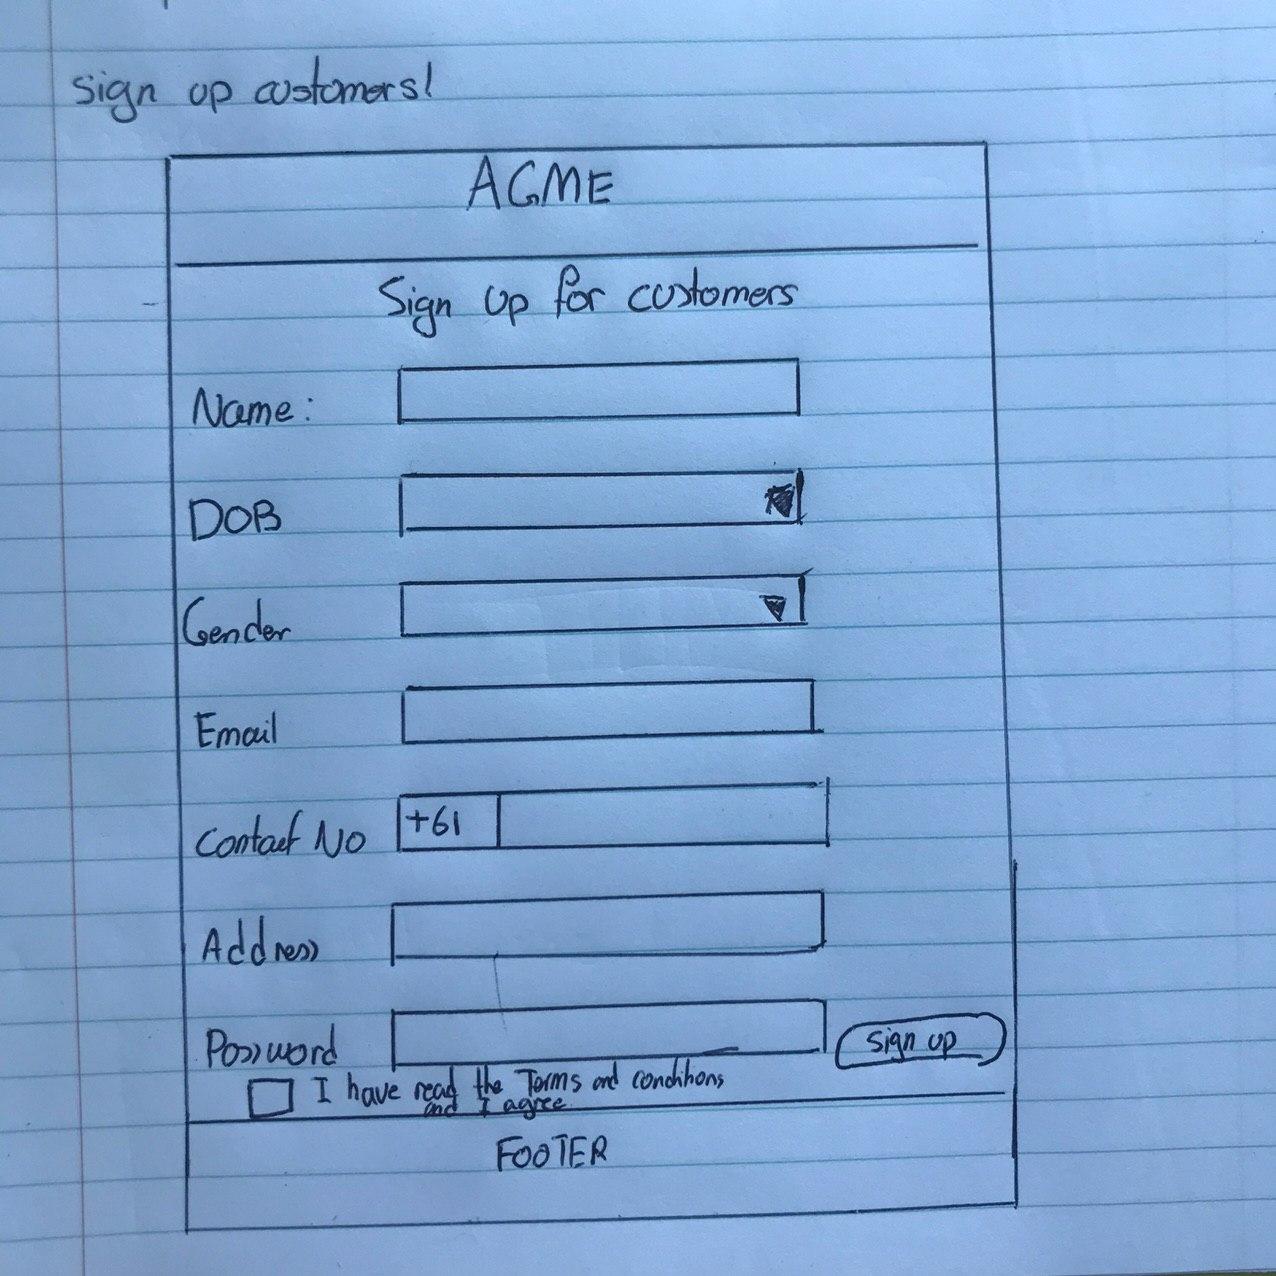 Sign up customers!
ACME
Sign up for customers
Name:
DOB
Gender
Email
Contact No +61
Address
Password
Sign up
I have read the Terms and conditions
and I agree
FOOTER